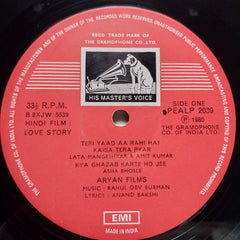 REGD TRADE MARK OF
THE GRAMOPHONE CO., LTD.
HIS MASTER'S VOICE
33⅓ R.P.M.
B 2XJW 5539
HINDI FILM :
LOVE STORY
SIDE ONE
PEALP 2039
℗ 1980
THE GRAMOPHONE
CO. OF INDIA LTD.
TERI YAAD AA RAHI HAI
KAISA TERA PYAR
LATA MANGESHKAR & AMIT KUMAR
KYA GHAZAB KARTE HO JEE
ASHA BHOSLE
ARYAN FILMS
MUSIC : RAHUL DEV BURMAN
LYRICS : ANAND BAKSHI
EMI
MADE IN INDIA